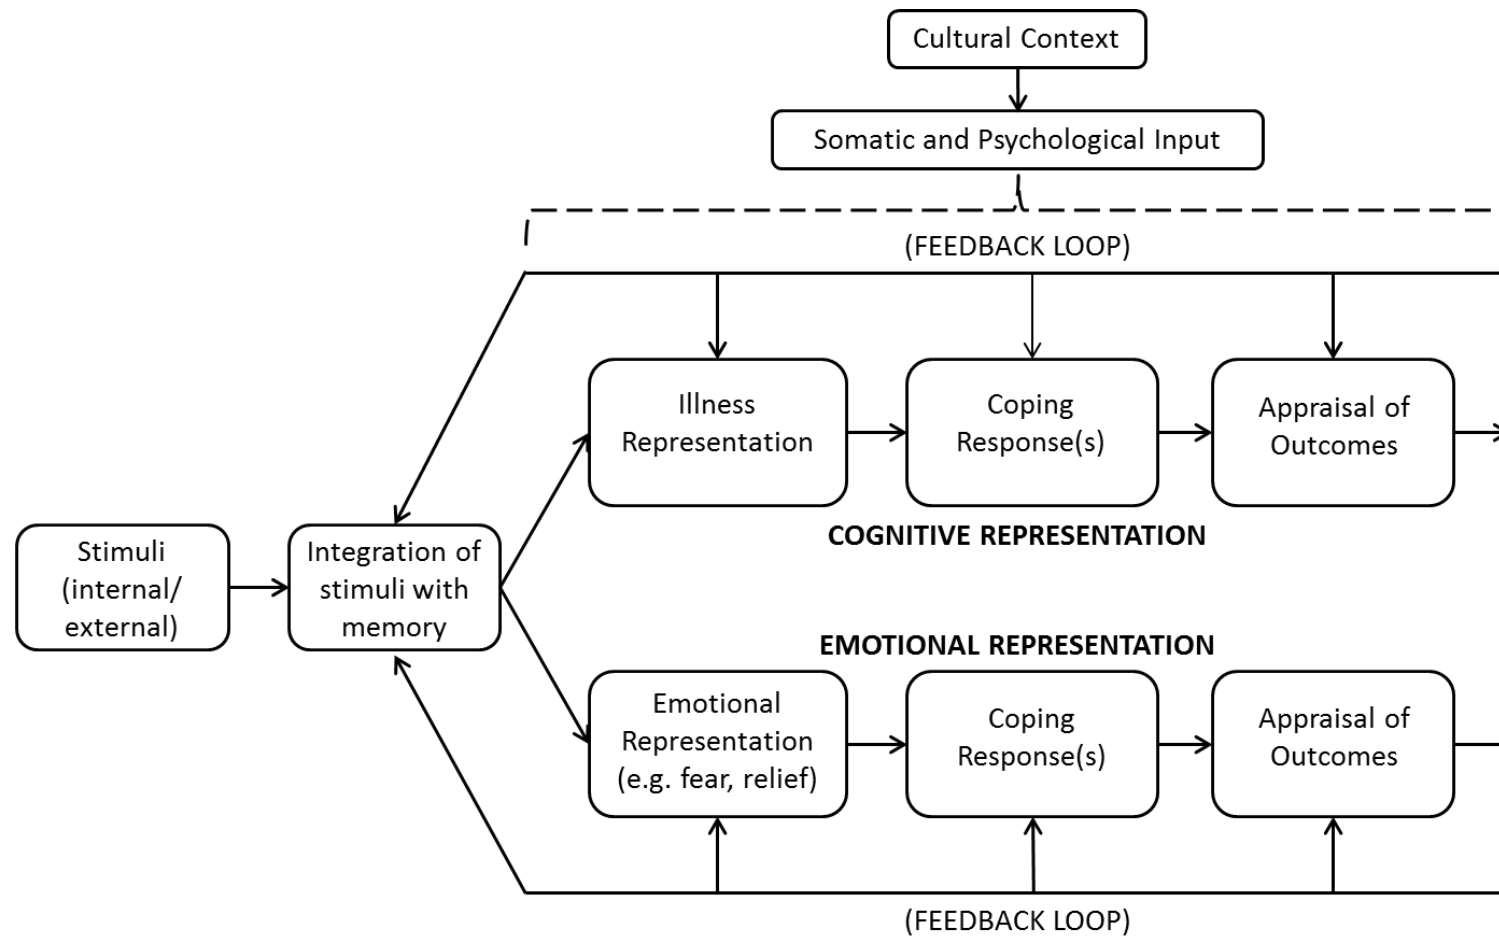 Cultural Context
Somatic and Psychological Input
(FEEDBACK LOOP)
Illness
Representation
Coping
Response(s)
Appraisal of
Outcomes
COGNITIVE REPRESENTATION
Stimuli
(internal/
external)
Integration of
stimuli with
memory
EMOTIONAL REPRESENTATION
Emotional
Representation
(e.g. fear, relief)
Coping
Response(s)
Appraisal of
Outcomes
(FEEDBACK LOOP)